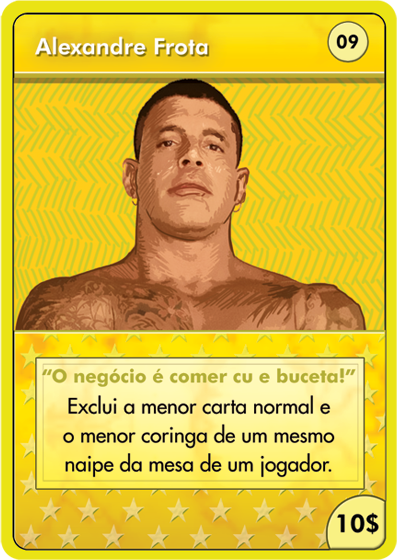 Alexandre Frota
09
“O negócio é comer cu e buceta!”
Exclui a menor carta normal e
o menor coringa de um mesmo
naipe da mesa de um jogador.
10$